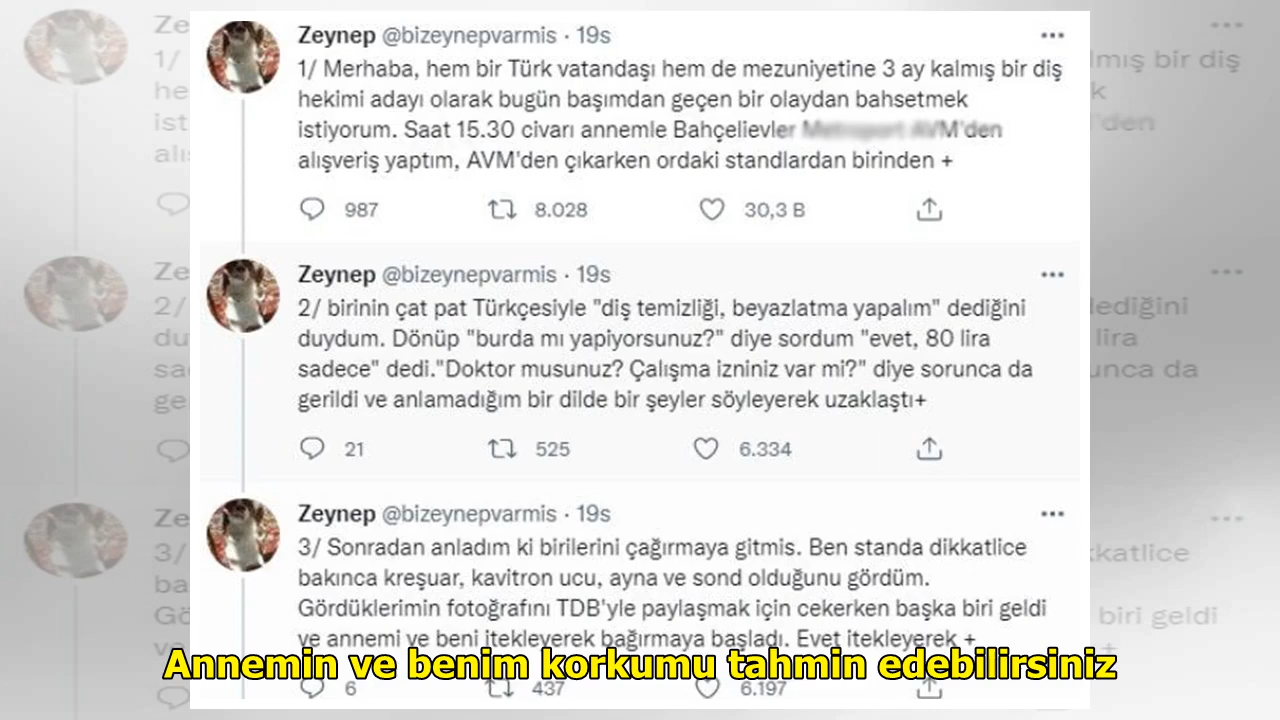 Zeynep @bizeynepvarmis · 19s
1/ Merhaba, hem bir Türk vatandaşı hem de mezuniyetine 3 ay kalmış bir diş
hekimi adayı olarak bugün başımdan geçen bir olaydan bahsetmek
istiyorum. Saat 15.30 civarı annemle Bahçelievler AVM'den
alışveriş yaptım, AVM'den çıkarken ordaki standlardan birinden +
987 8.028 30,3 B
Zeynep @bizeynepvarmis · 19s
2/ birinin çat pat Türkçesiyle "diş temizliği, beyazlatma yapalım" dediğini
duydum. Dönüp "burda mı yapiyorsunuz?" diye sordum "evet, 80 lira
sadece" dedi."Doktor musunuz? Çalışma izniniz var mi?" diye sorunca da
gerildi ve anlamadığım bir dilde bir şeyler söyleyerek uzaklaştı+
21 525 6.334
Zeynep @bizeynepvarmis · 19s
3/ Sonradan anladım ki birilerini çağırmaya gitmis. Ben standa dikkatlice
bakınca kreşuar, kavitron ucu, ayna ve sond olduğunu gördüm.
Gördüklerimin fotoğrafını TDB'yle paylaşmak için cekerken başka biri geldi
ve annemi ve beni itekleyerek bağırmaya başladı. Evet itekleyerek +
Annemin ve benim korkumu tahmin edebilirsiniz
6 437 6.197